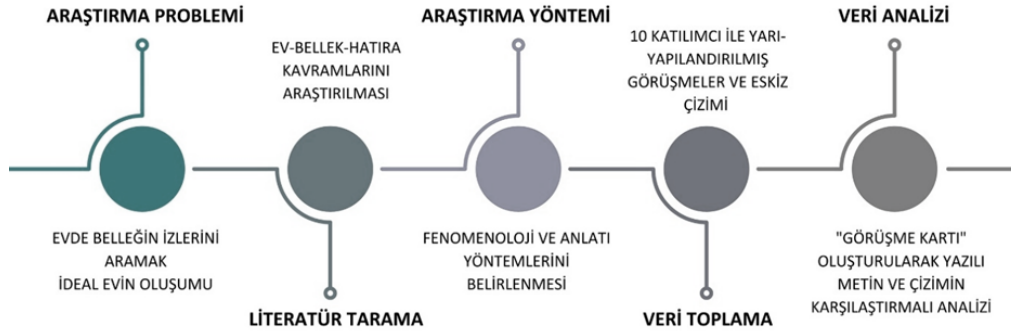 ARAŞTIRMA PROBLEMİ
EVDE BELLEĞİN İZLERİNİ
ARAMAK
İDEAL EVİN OLUŞUMU
EV-BELLEK-HATIRA
KAVRAMLARINI
ARAŞTIRILMASI
LİTERATÜR TARAMA
ARAŞTIRMA YÖNTEMİ
FENOMENOLOJİ VE ANLATI
YÖNTEMLERİNİ
BELİRLENMESİ
10 KATILIMCI İLE YARI-
YAPILANDIRILMIŞ
GÖRÜŞMELER VE ESKİZ
ÇİZİMİ
VERİ TOPLAMA
VERİ ANALİZİ
"GÖRÜŞME KARTI"
OLUŞTURULARAK YAZILI
METİN VE ÇİZİMİN
KARŞILAŞTIRMALI ANALİZİ